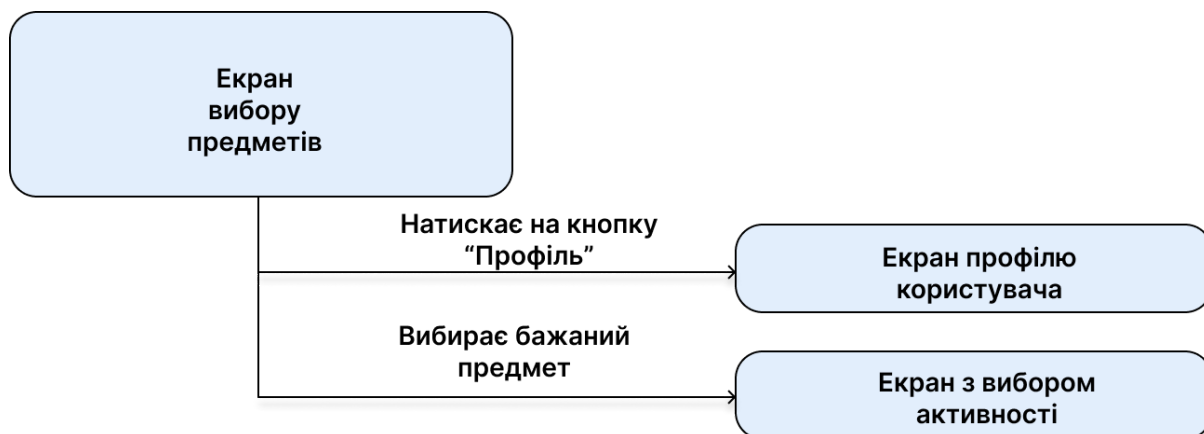 Екран
вибору
предметів
Натискає на кнопку
“Профіль”
Екран профілю
користувача
Вибирає бажаний
предмет
Екран з вибором
активності